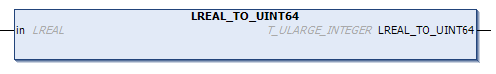 LREAL_TO_UINT64
in LREAL T_ULARGE_INTEGER LREAL_TO_UINT64